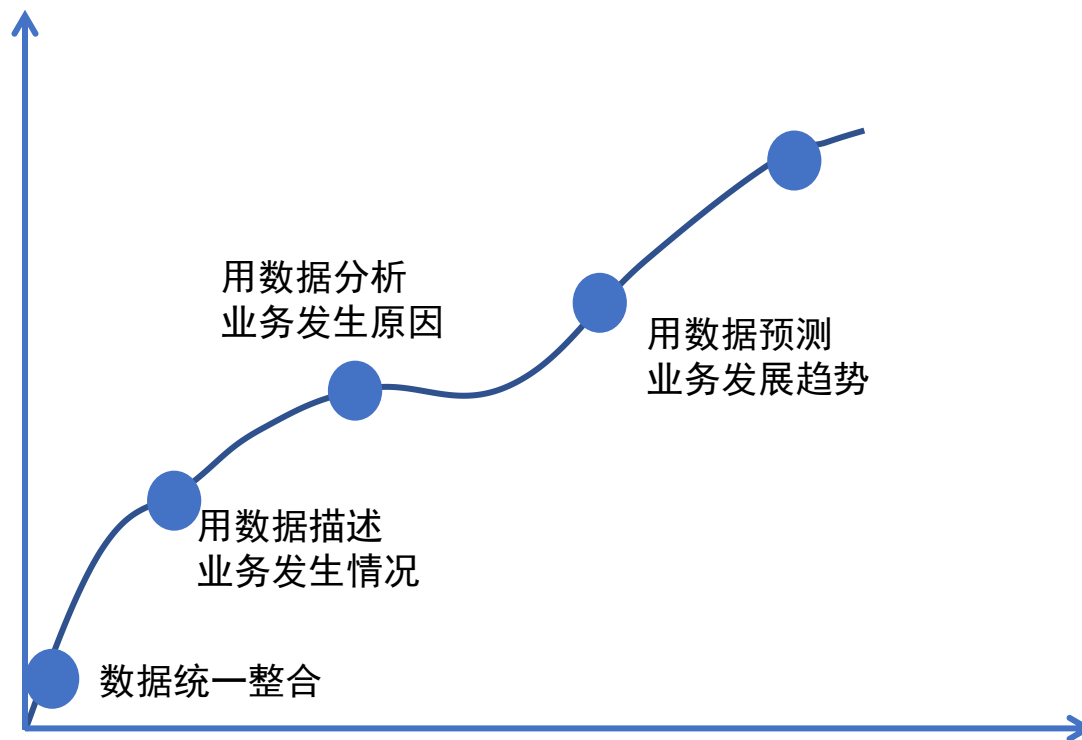 用数据分析
业务发生原因
用数据预测
业务发展趋势
用数据描述
业务发生情况
数据统一整合